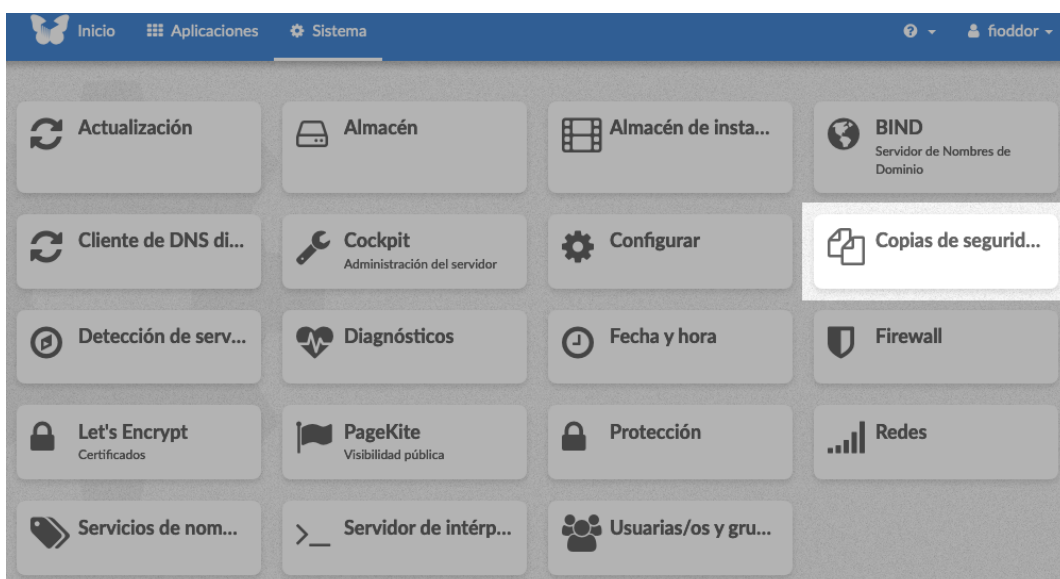 Inicio Aplicaciones Sistema fioddor
Actualización Almacén Almacén de insta... BIND
Servidor de Nombres de
Dominio
Cliente de DNS di... Cockpit Configurar Copias de segurid...
Administración del servidor
Detección de serv... Diagnósticos Fecha y hora Firewall
Let's Encrypt PageKite Protección Redes
Certificados Visibilidad pública
Servicios de nom... Servidor de intérp... Usuarias/os y gru...